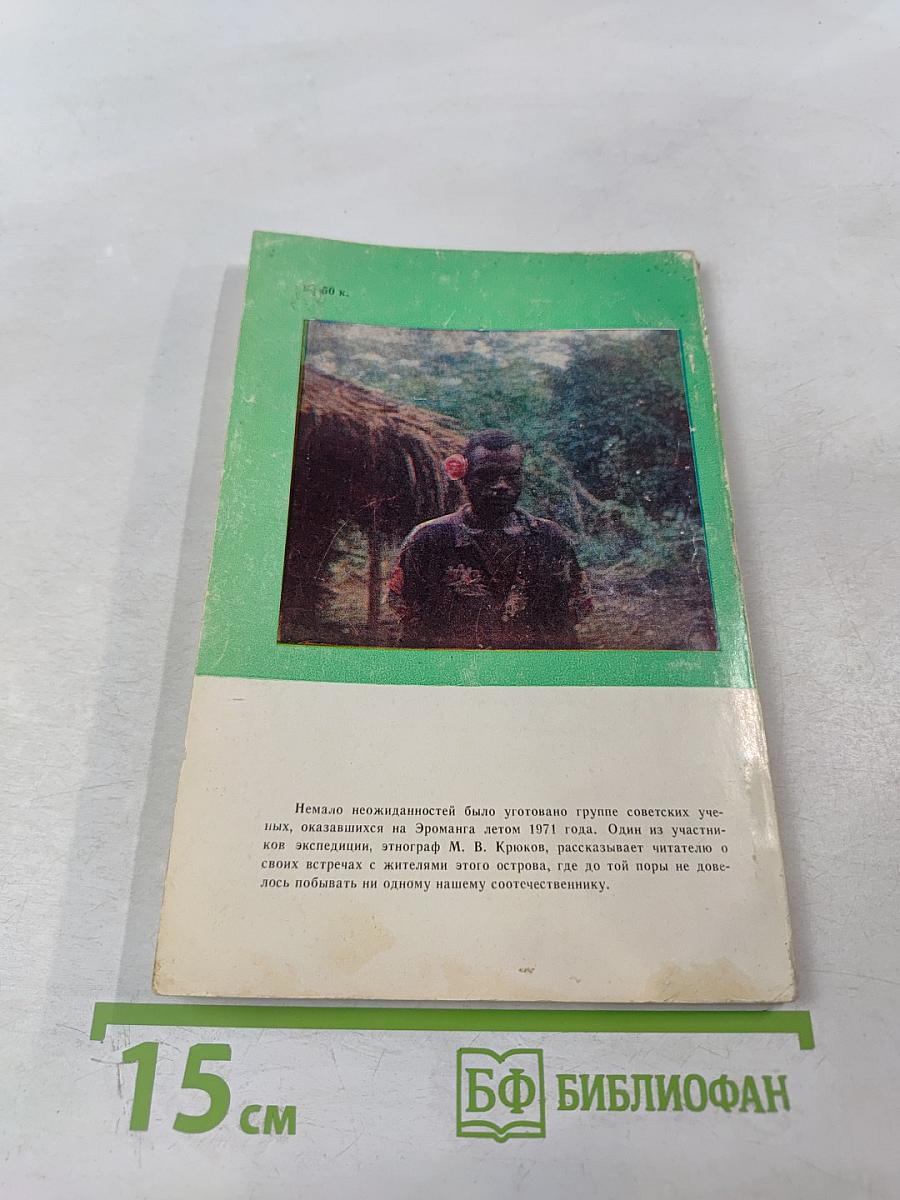 60 к.
Немало неожиданностей было уготовано группе советских уче-
ных, оказавшихся на Эроманга летом 1971 года. Один из участни-
ков экспедиции, этнограф М. В. Крюков, рассказывает читателю о
своих встречах с жителями этого острова, где до той поры не дове-
лось побывать ни одному нашему соотечественнику.
15 см
БФ БИБЛИОФАН